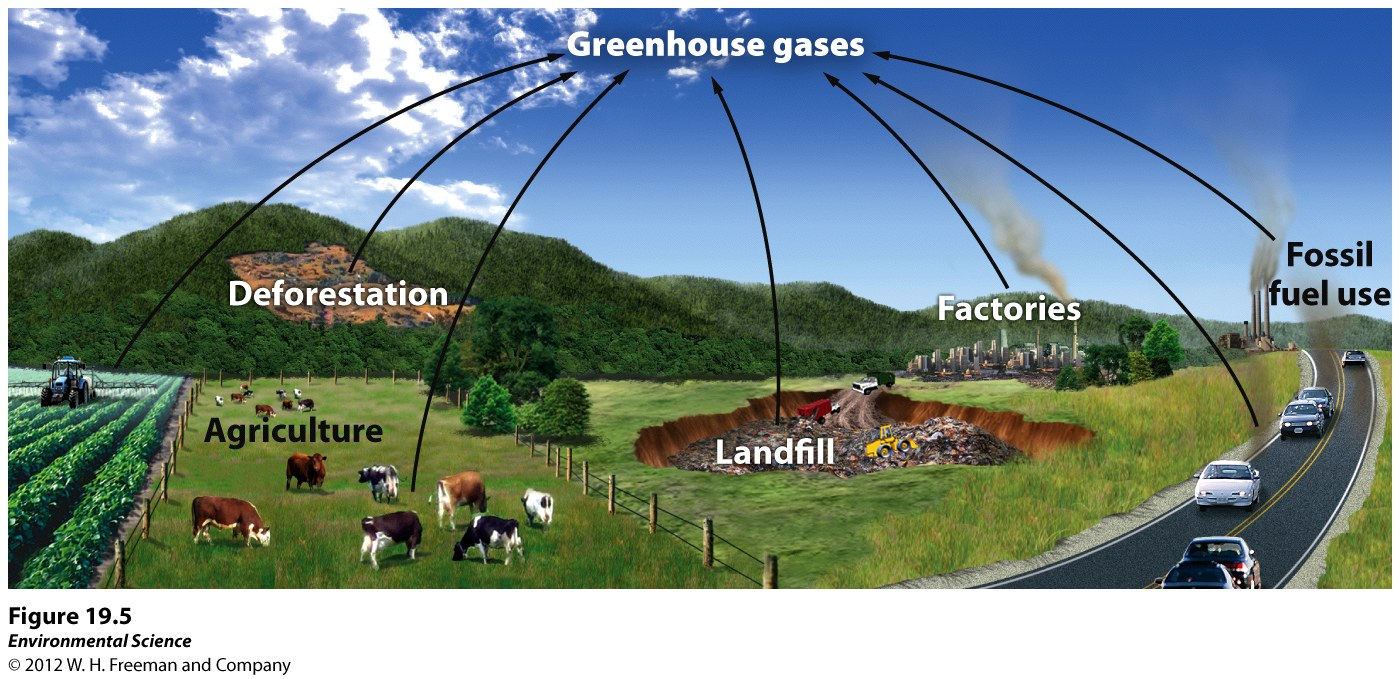 Greenhouse gases
Deforestation
Fossil
fuel use
Factories
Agriculture
Landfill
Figure 19.5
Environmental Science
© 2012 W. H. Freeman and Company